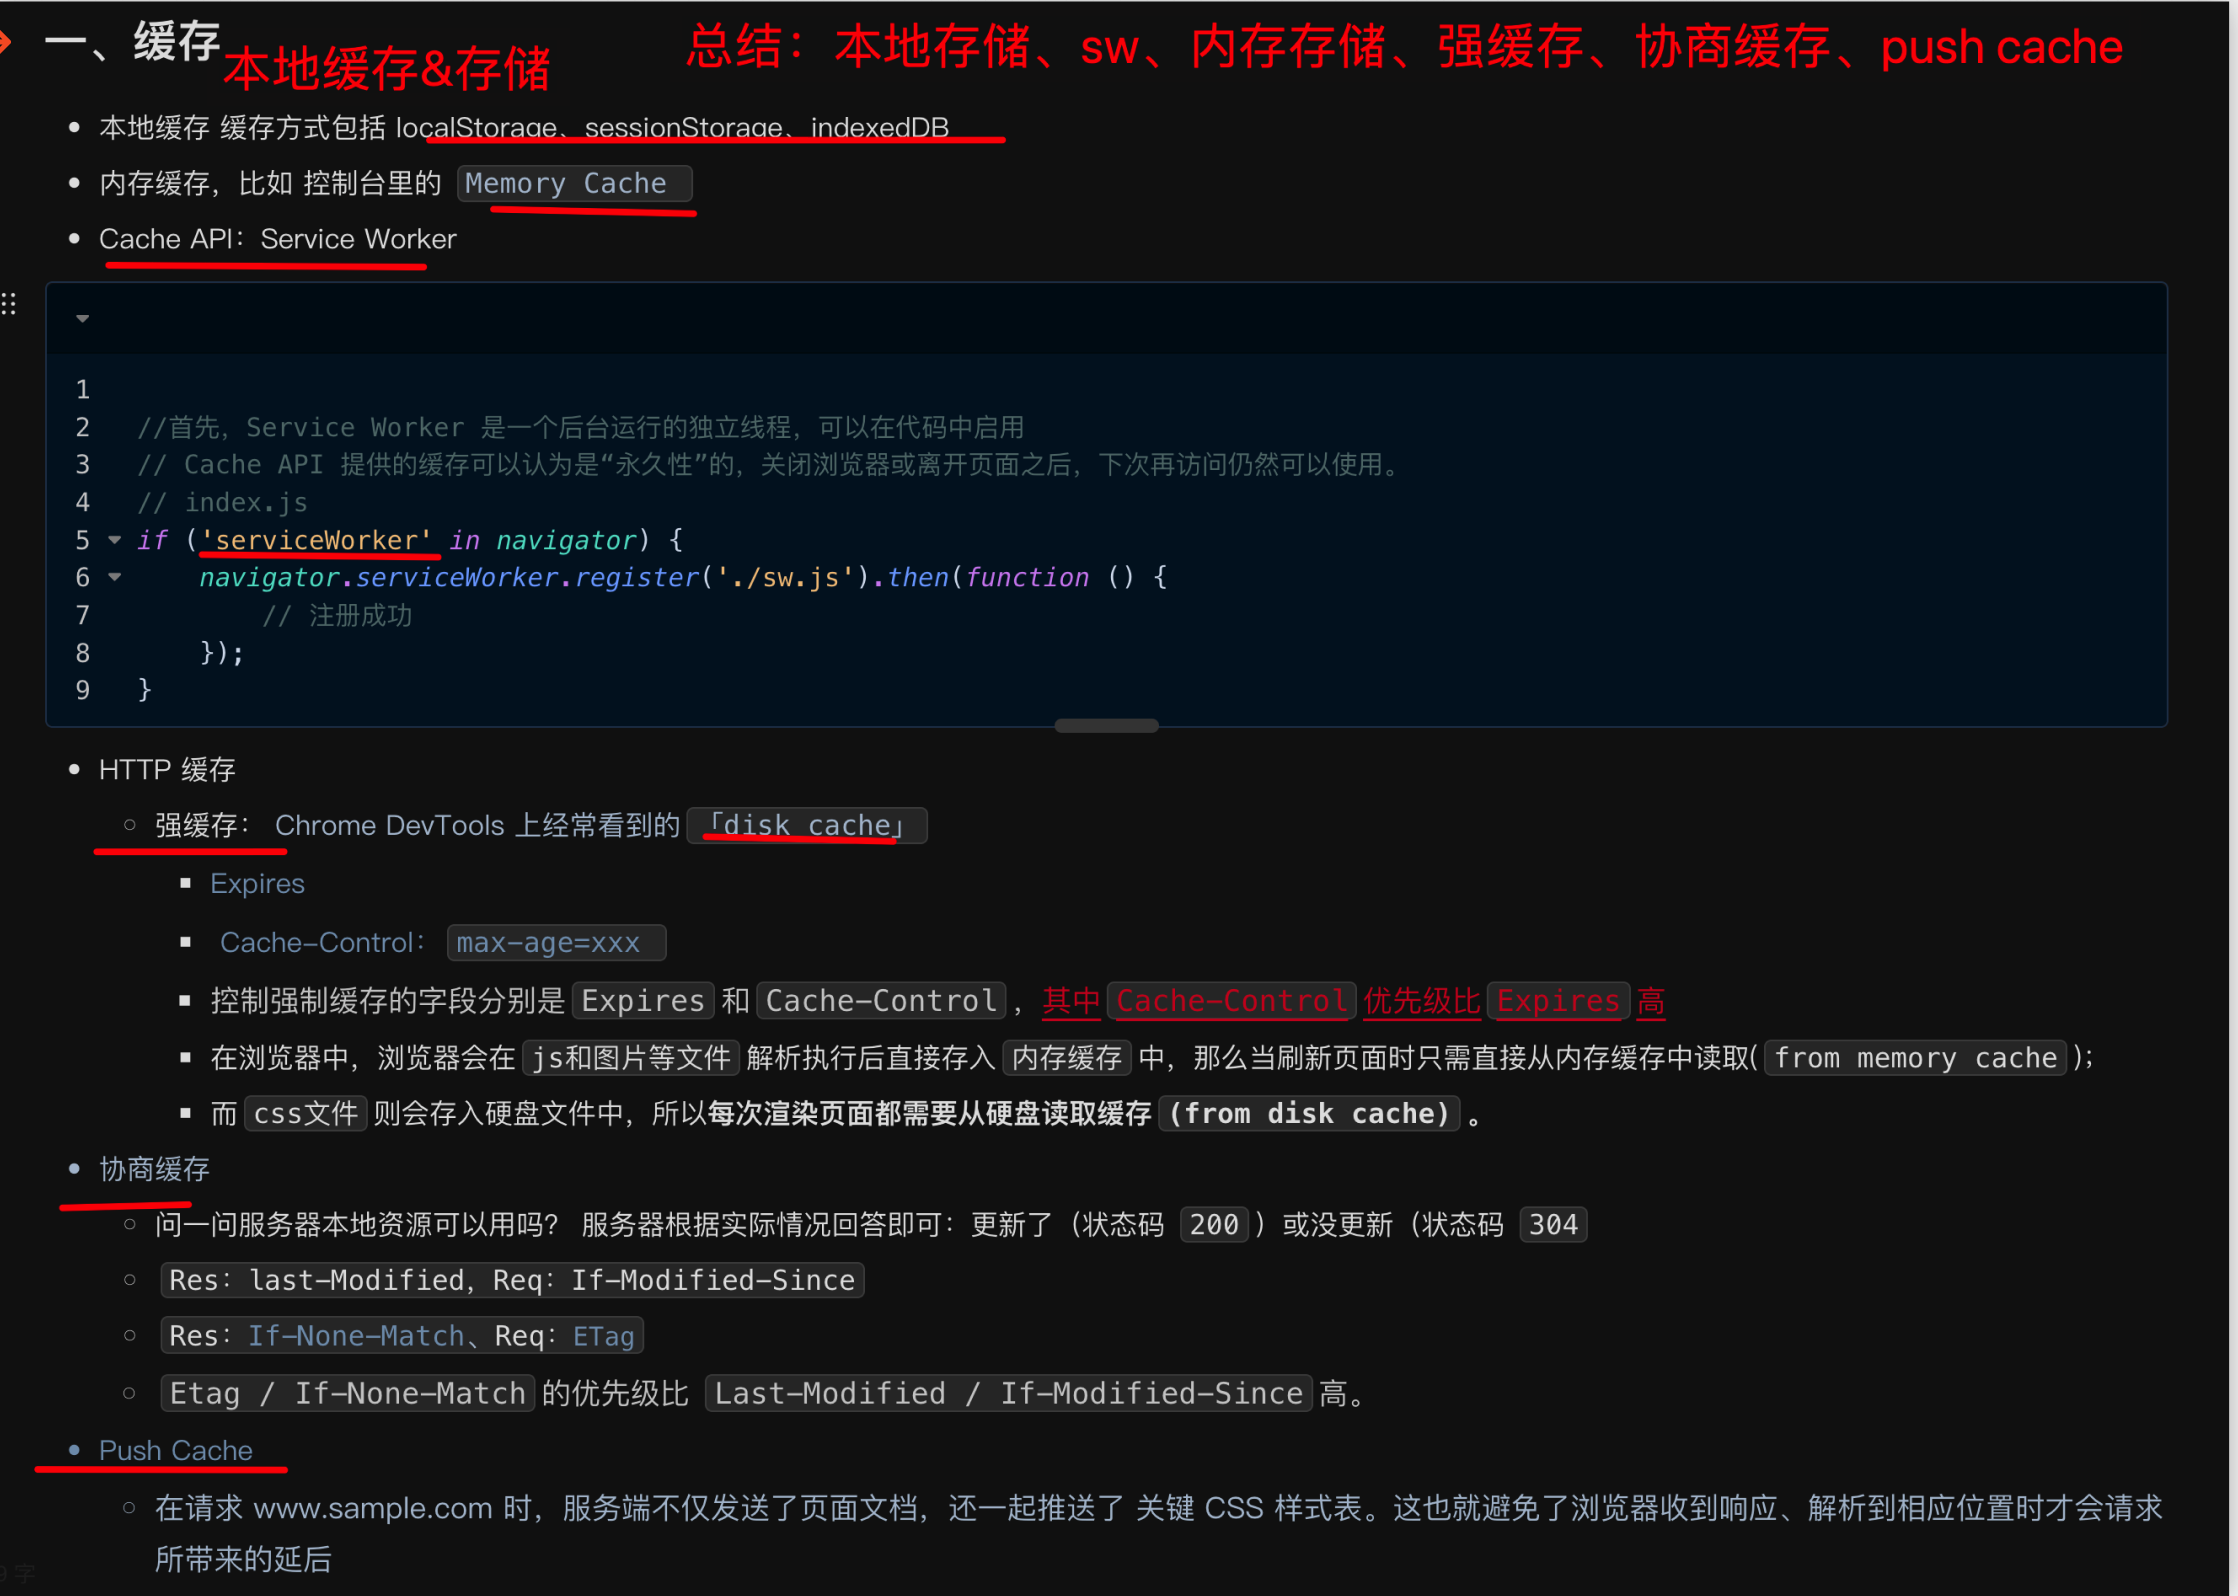 一、缓存
本地缓存&存储
总结：本地存储、sw、内存存储、强缓存、协商缓存、push cache
本地缓存 缓存方式包括 localStorage、sessionStorage、indexedDB
内存缓存，比如 控制台里的 Memory Cache
Cache API：Service Worker
1
2 //首先，Service Worker 是一个后台运行的独立线程，可以在代码中启用
3 // Cache API 提供的缓存可以认为是“永久性”的，关闭浏览器或离开页面之后，下次再访问仍然可以使用。
4 // index.js
5 if ('serviceWorker' in navigator) {
6     navigator.serviceWorker.register('./sw.js').then(function () {
7         // 注册成功
8     });
9 }
HTTP 缓存
强缓存： Chrome DevTools 上经常看到的「disk cache」
Expires
Cache-Control： max-age=xxx
控制强制缓存的字段分别是 Expires 和 Cache-Control ，其中 Cache-Control 优先级比 Expires 高
在浏览器中，浏览器会在 js和图片等文件 解析执行后直接存入 内存缓存 中，那么当刷新页面时只需直接从内存缓存中读取( from memory cache );
而 css文件 则会存入硬盘文件中，所以每次渲染页面都需要从硬盘读取缓存 (from disk cache) 。
协商缓存
问一问服务器本地资源可以用吗？ 服务器根据实际情况回答即可：更新了（状态码 200 ）或没更新（状态码 304
Res：last-Modified，Req：If-Modified-Since
Res：If-None-Match、Req：ETag
Etag / If-None-Match 的优先级比 Last-Modified / If-Modified-Since 高。
Push Cache
在请求 www.sample.com 时，服务端不仅发送了页面文档，还一起推送了 关键 CSS 样式表。这也就避免了浏览器收到响应、解析到相应位置时才会请求
所带来的延后
9 字